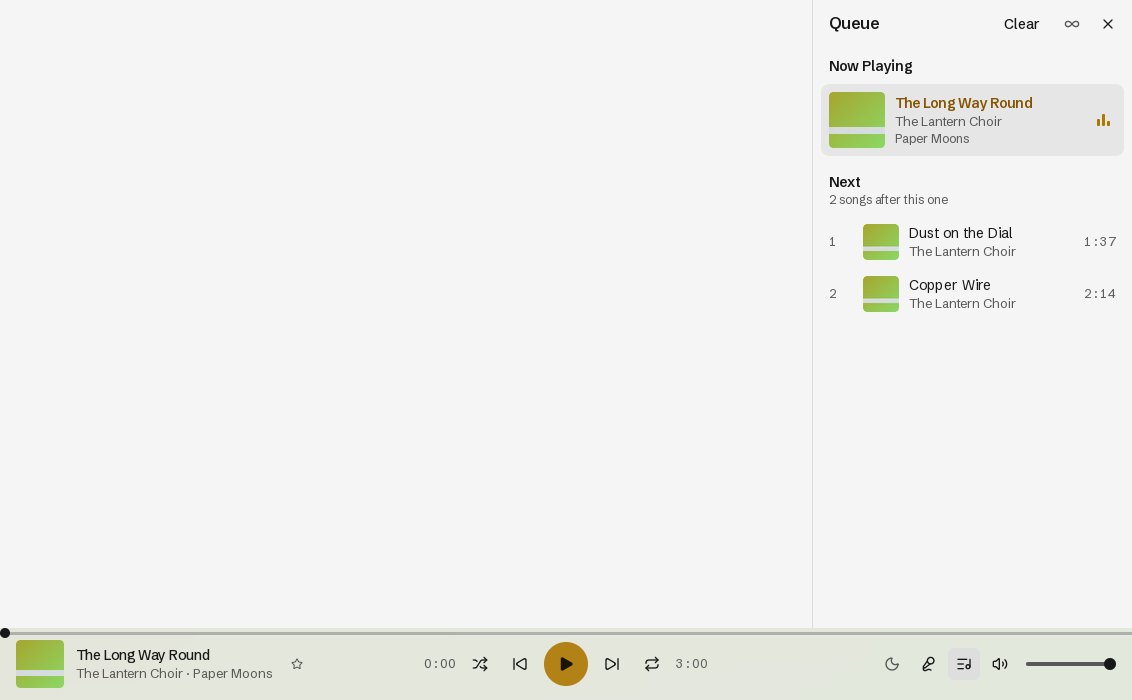 Queue
Clear
Now Playing
The Long Way Round
The Lantern Choir
Paper Moons
Next
2 songs after this one
1
Dust on the Dial
The Lantern Choir
1:37
2
Copper Wire
The Lantern Choir
2:14
The Long Way Round
The Lantern Choir · Paper Moons
0:00
3:00